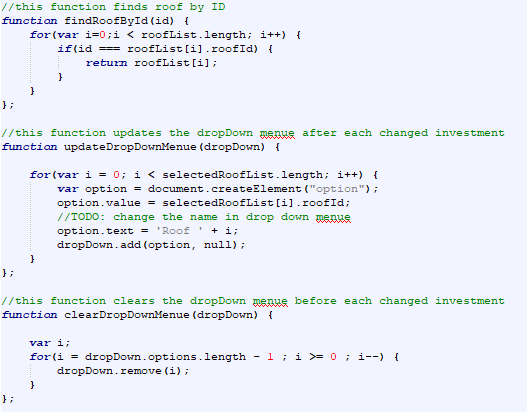 //this function finds roof by ID
function findRoofById(id) {
    for(var i=0;i < roofList.length; i++) {
        if(id === roofList[i].roofId) {
            return roofList[i];
        }
    }
};

//this function updates the dropDown menue after each changed investment
function updateDropDownMenue(dropDown) {

    for(var i = 0; i < selectedRoofList.length; i++) {
        var option = document.createElement("option");
        option.value = selectedRoofList[i].roofId;
        //TODO: change the name in drop down menue
        option.text = 'Roof ' + i;
        dropDown.add(option, null);
    }
};

//this function clears the dropDown menue before each changed investment
function clearDropDownMenue(dropDown) {

    var i;
    for(i = dropDown.options.length - 1 ; i >= 0 ; i--) {
        dropDown.remove(i);
    }
};